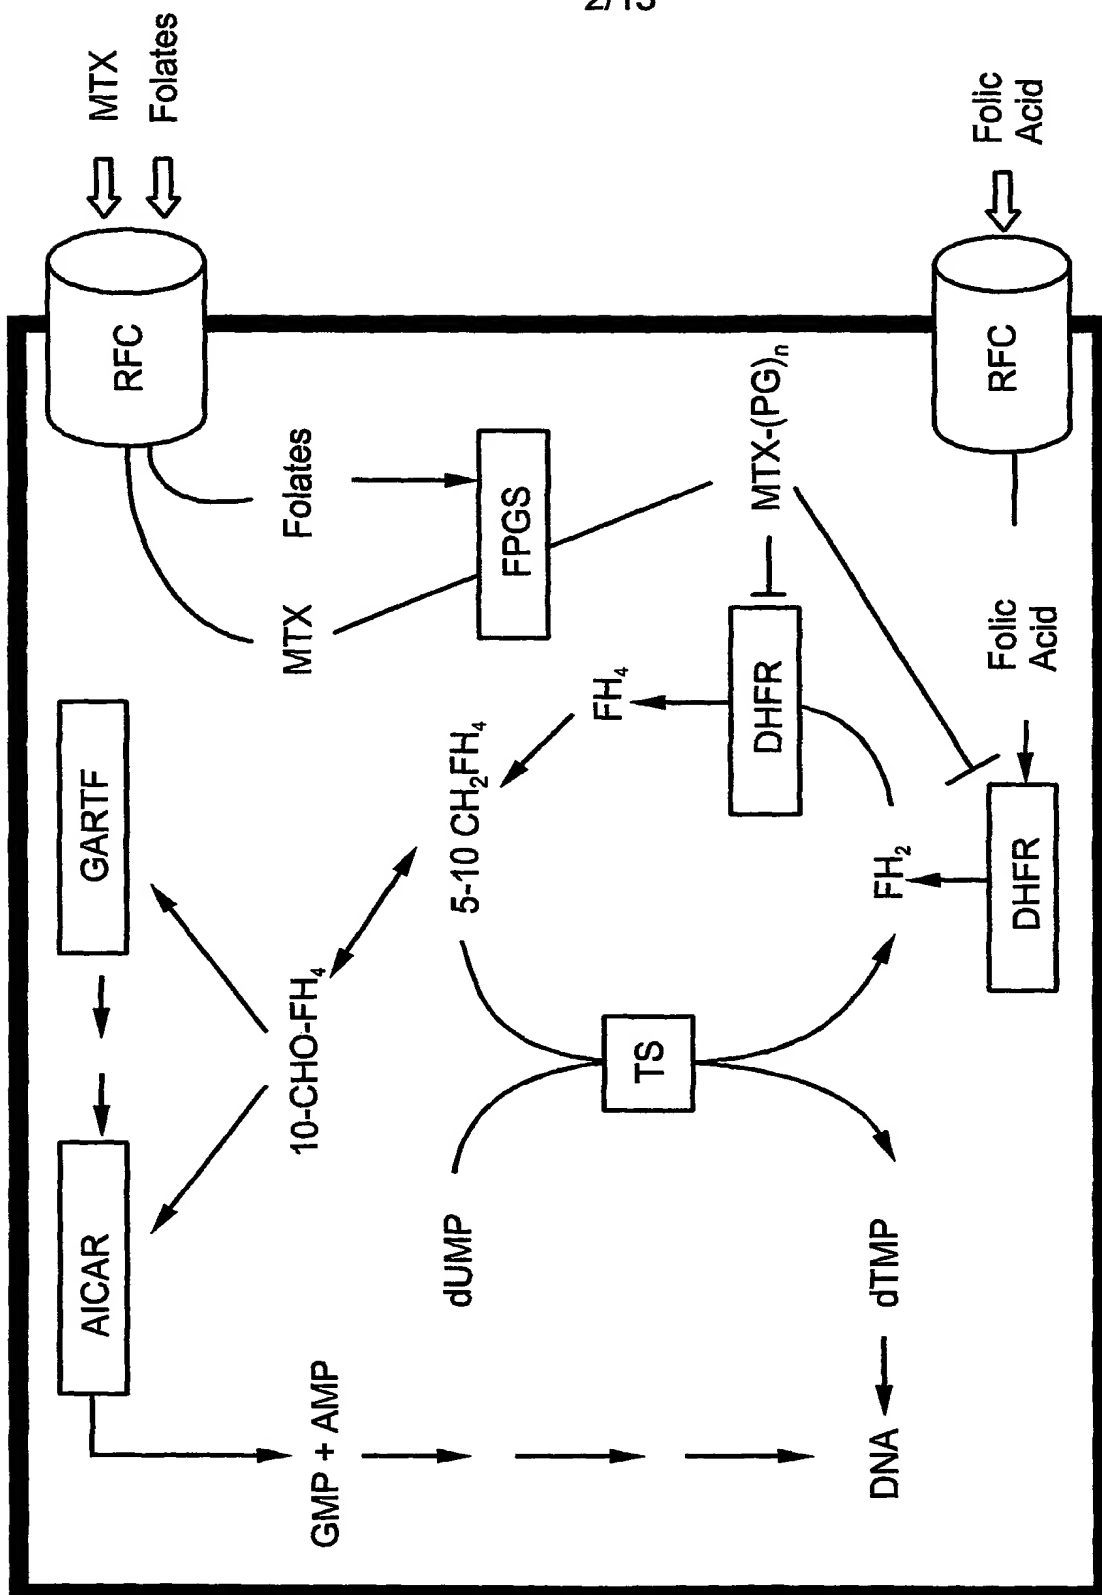 2/13
MTX
Folates
Folic
Acid
RFC
RFC
MTX
Folates
FPGS
MTX-(PG)n
GARTF
AICAR
10-CHO-FH4
5-10 CH2FH4
FH4
DHFR
Folic
Acid
DHFR
FH2
TS
dUMP
dTMP
DNA
GMP + AMP